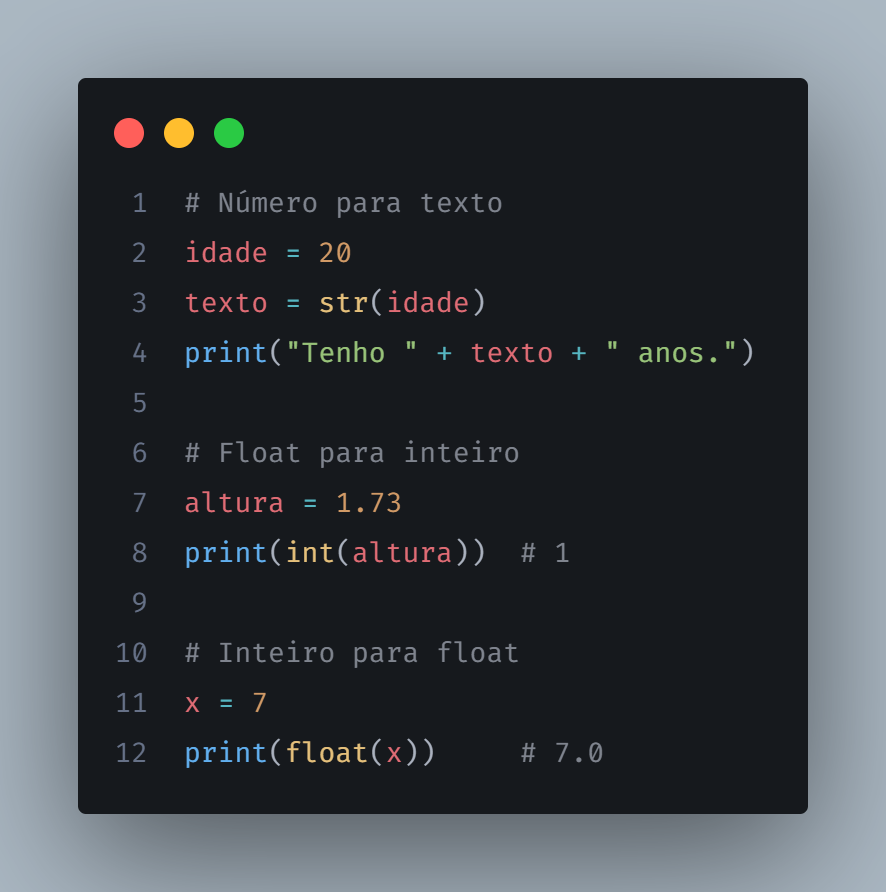 1 # Número para texto
2 idade = 20
3 texto = str(idade)
4 print("Tenho " + texto + " anos.")
5
6 # Float para inteiro
7 altura = 1.73
8 print(int(altura))  # 1
9
10 # Inteiro para float
11 x = 7
12 print(float(x))     # 7.0